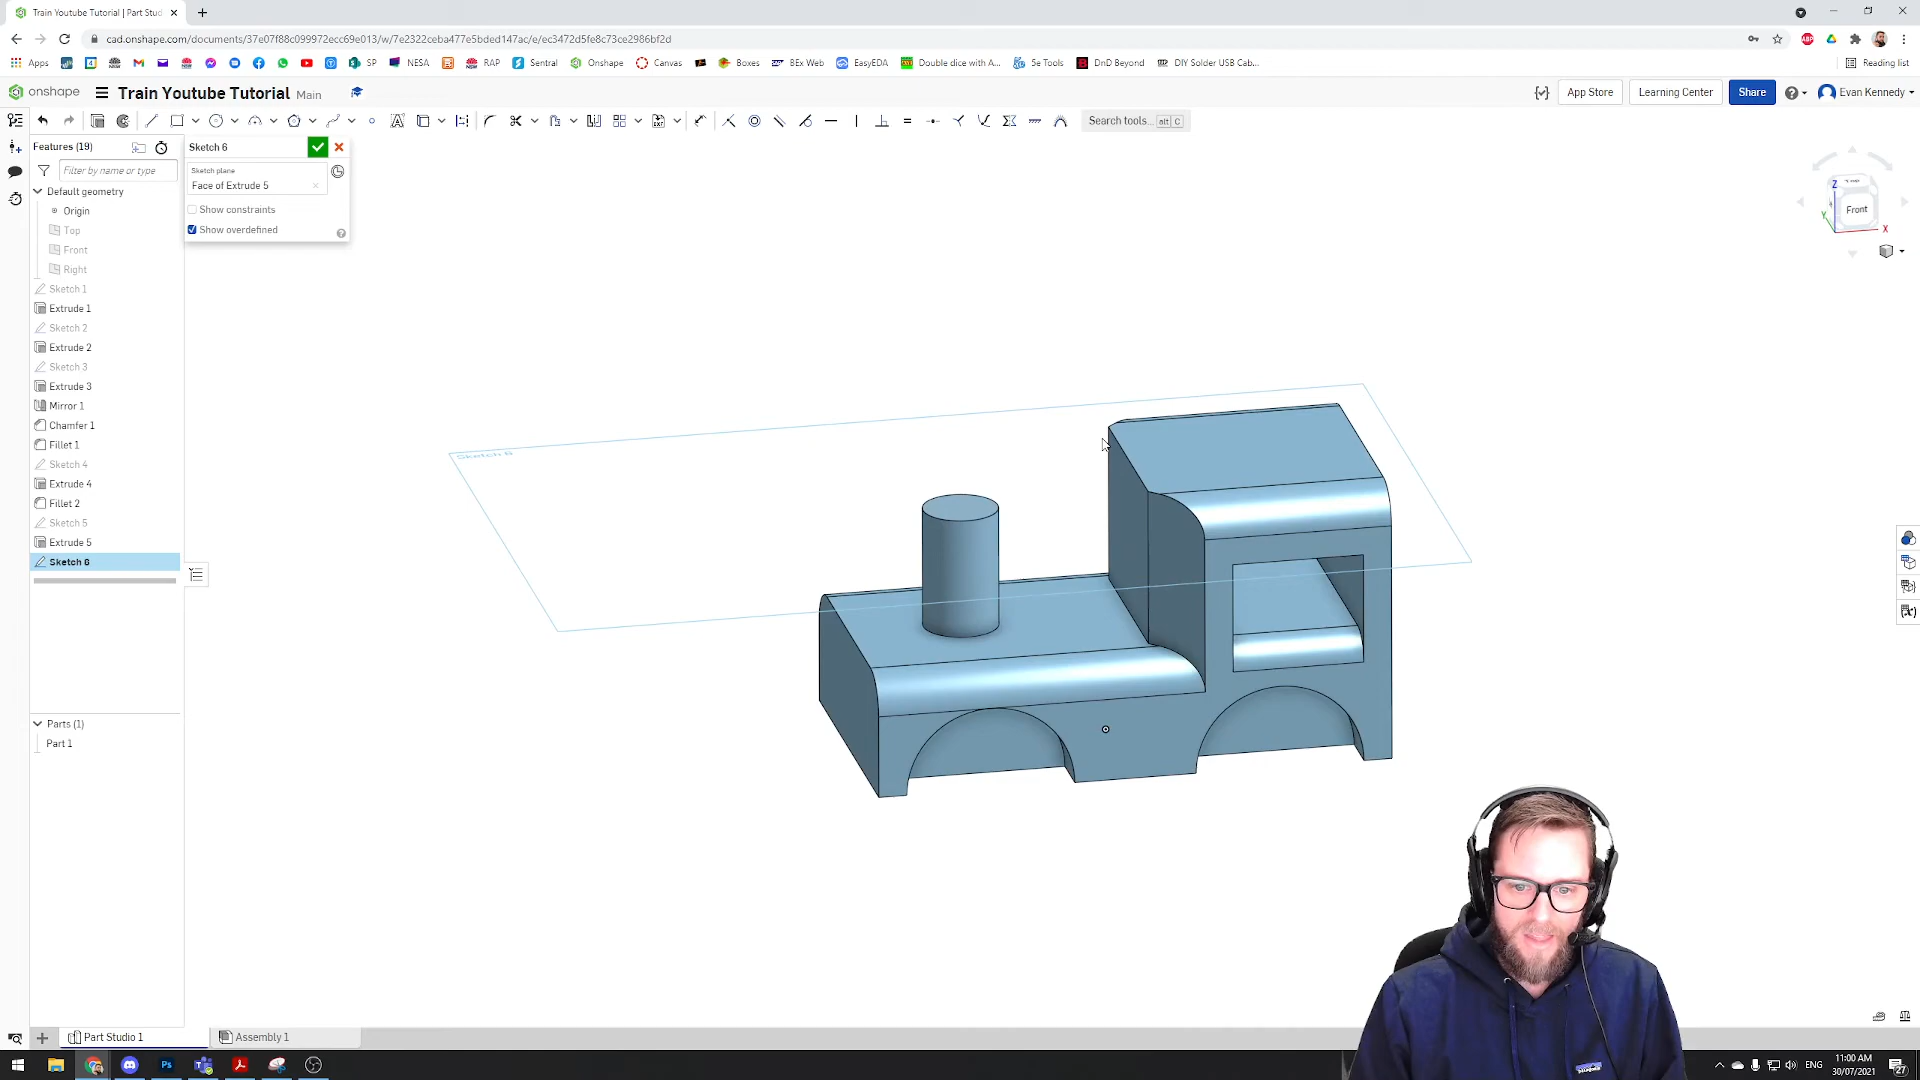 Train Youtube Tutorial | Part Stud
cad.onshape.com/documents/37e07f88c099972ecc69e013/w/7e2322ceba477e5bded147ac/e/ec3472d5fe8c73ce2986bf2d
ABP
Apps
SP
NESA
RAP
Sentral
Onshape
Canvas
Boxes
BEx Web
EasyEDA
Double dice with A...
5e Tools
DnD Beyond
DIY Solder USB Cab...
Reading list
onshape
Train Youtube Tutorial Main
App Store
Learning Center
Share
Evan Kennedy
Search tools... alt C
Features (19)
Filter by name or type
Default geometry
Origin
Top
Front
Right
Sketch 1
Extrude 1
Sketch 2
Extrude 2
Sketch 3
Extrude 3
Mirror 1
Chamfer 1
Fillet 1
Sketch 4
Extrude 4
Fillet 2
Sketch 5
Extrude 5
Sketch 6
Parts (1)
Part 1
Sketch 6
Sketch plane
Face of Extrude 5
Show constraints
Show overdefined
Sketch 6
Z
Front
Y
X
Part Studio 1
Assembly 1
Ps
ENG
11:00 AM
30/07/2021
27